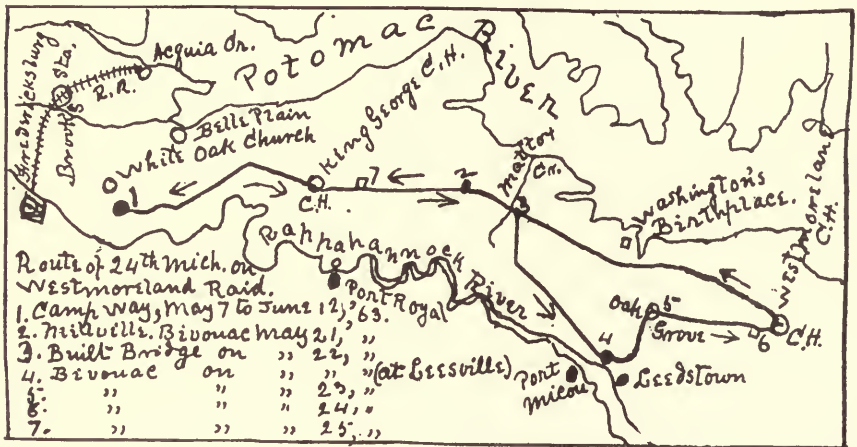 Potomac
River
Acquia Cr.
R.R.
Fredericksburg
Brooks Sta.
Belle Plain
White Oak Church
1
King George C.H.
C.H.
7
2
Mattox
Cr.
3
Washington's
Birthplace.
Westmoreland
C.H.
Rappahannock River
Port Royal
Oak
5
Grove
6
C.H.
4
Leedstown
Port
Micou
Route of 24th Mich. on
Westmoreland Raid.
1. Camp Way, May 7 to June 12, '63.
2. Millville. Bivouac May 21, "
3. Built Bridge on " 22, "
4. Bivouac on " " " (at Leesville)
5. " " " 23, "
6. " " " 24, "
7. " " " 25, "